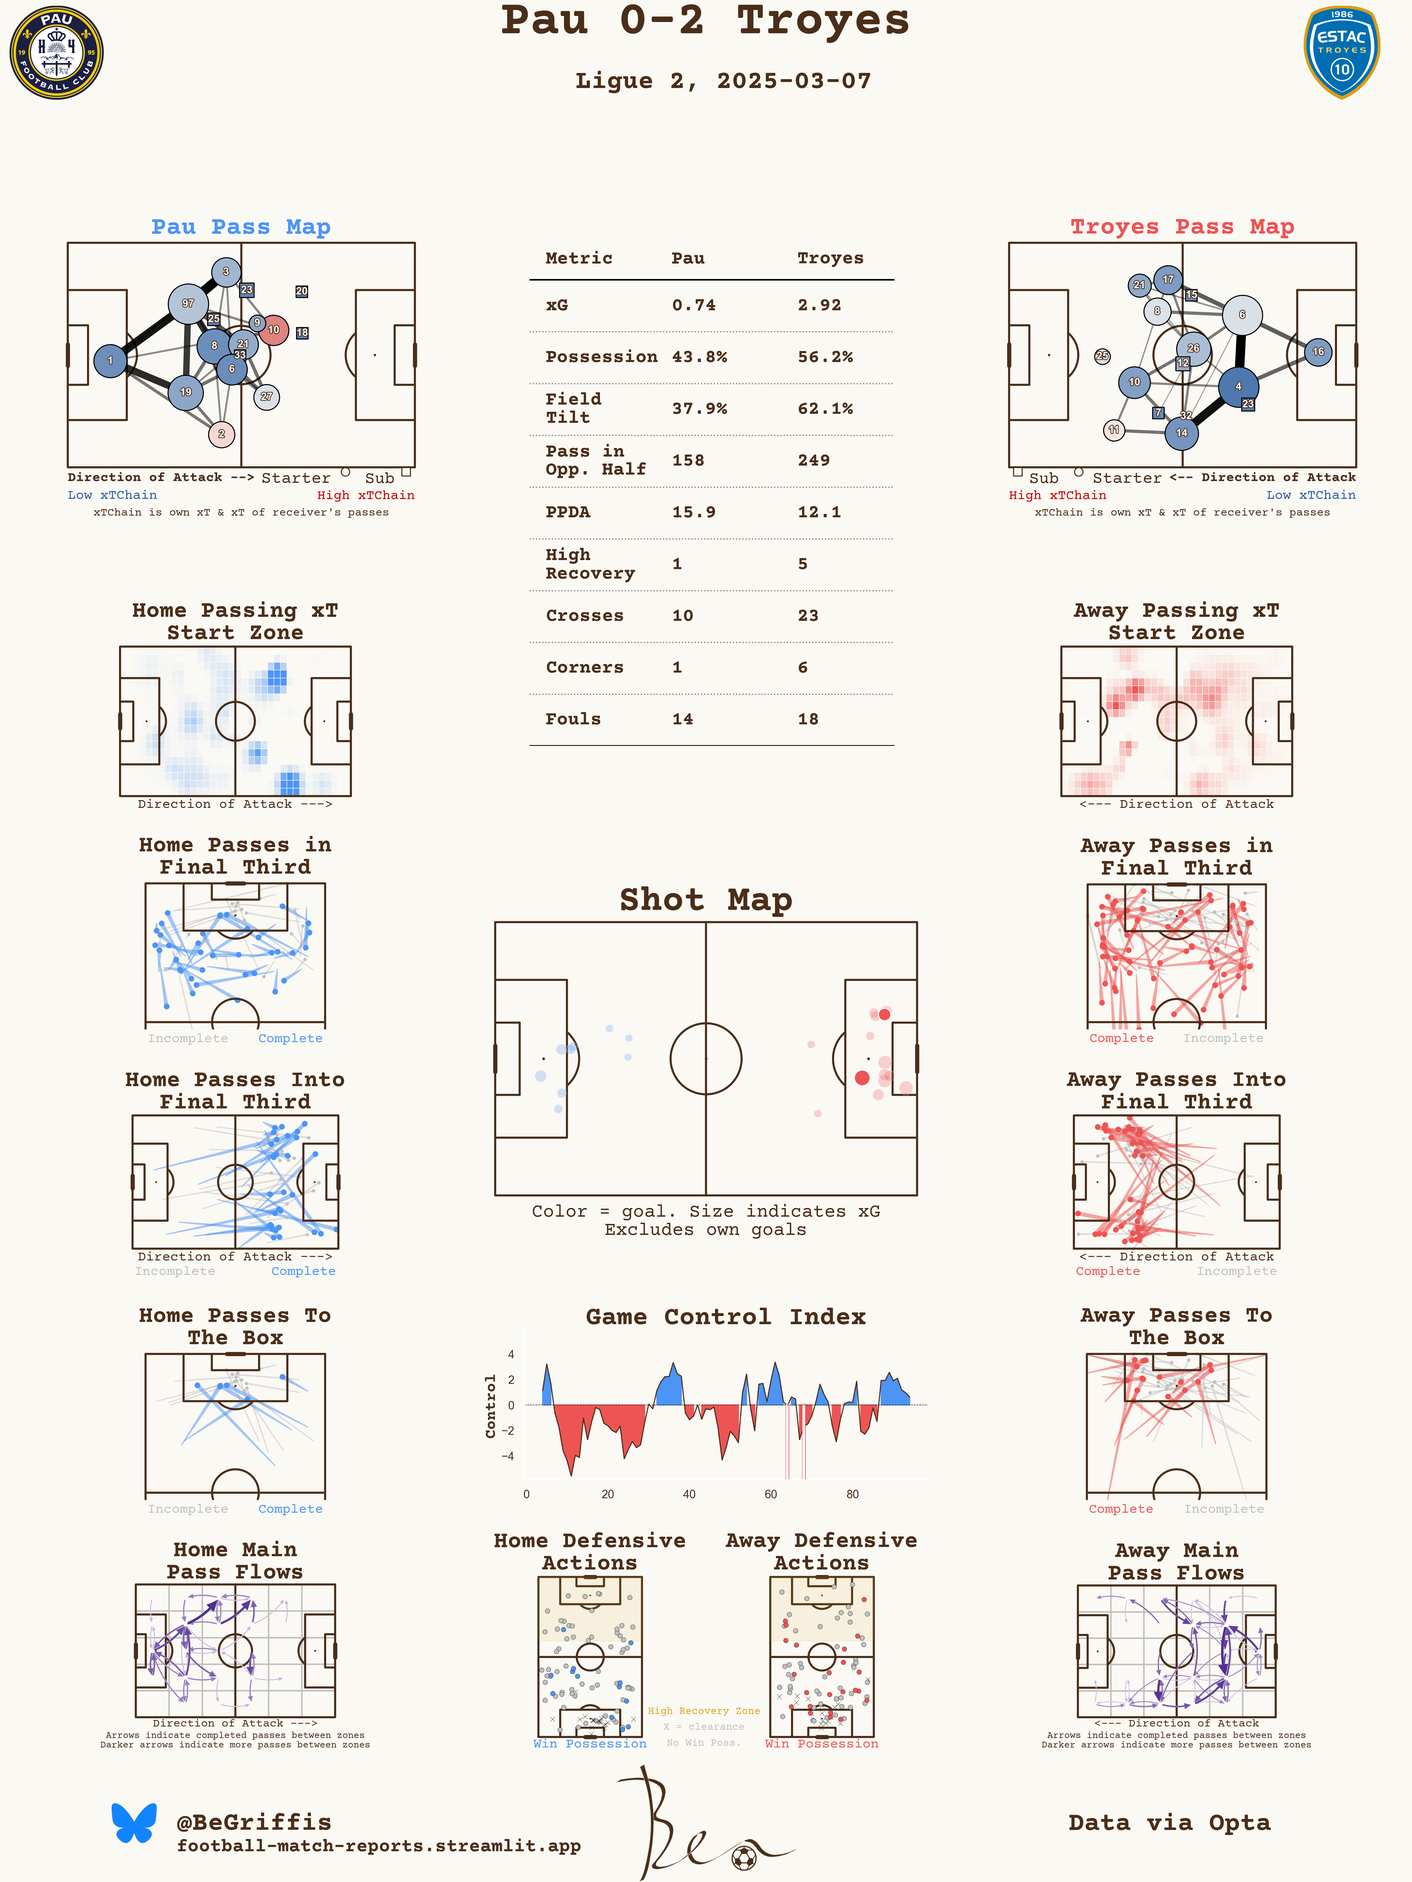 Pau 0-2 Troyes
Ligue 2, 2025-03-07
PAU
19 95
FOOTBALL CLUB
1986
ESTAC
TROYES
10
Pau Pass Map
3
23
20
97
25
9
10
18
8
21
33
1
6
19
27
2
Direction of Attack --> Starter Sub
Low xTChain High xTChain
xTChain is own xT & xT of receiver's passes
Metric Pau Troyes
xG 0.74 2.92
Possession 43.8% 56.2%
Field
Tilt 37.9% 62.1%
Pass in
Opp. Half 158 249
PPDA 15.9 12.1
High
Recovery 1 5
Crosses 10 23
Corners 1 6
Fouls 14 18
Troyes Pass Map
21
17
15
8
6
26
16
25
12
10
4
23
7
32
11
14
Sub Starter <-- Direction of Attack
High xTChain Low xTChain
xTChain is own xT & xT of receiver's passes
Home Passing xT
Start Zone
Direction of Attack --->
Away Passing xT
Start Zone
<--- Direction of Attack
Home Passes in
Final Third
Incomplete Complete
Away Passes in
Final Third
Complete Incomplete
Shot Map
Color = goal. Size indicates xG
Excludes own goals
Home Passes Into
Final Third
Direction of Attack --->
Incomplete Complete
Away Passes Into
Final Third
<--- Direction of Attack
Complete Incomplete
Home Passes To
The Box
Incomplete Complete
Game Control Index
Control
4
2
0
−2
−4
0 20 40 60 80
Away Passes To
The Box
Complete Incomplete
Home Main
Pass Flows
Direction of Attack --->
Arrows indicate completed passes between zones
Darker arrows indicate more passes between zones
Home Defensive
Actions
Win Possession
Away Defensive
Actions
Win Possession
High Recovery Zone
X = clearance
No Win Poss.
Away Main
Pass Flows
<--- Direction of Attack
Arrows indicate completed passes between zones
Darker arrows indicate more passes between zones
@BeGriffis
football-match-reports.streamlit.app
Ben
Data via Opta